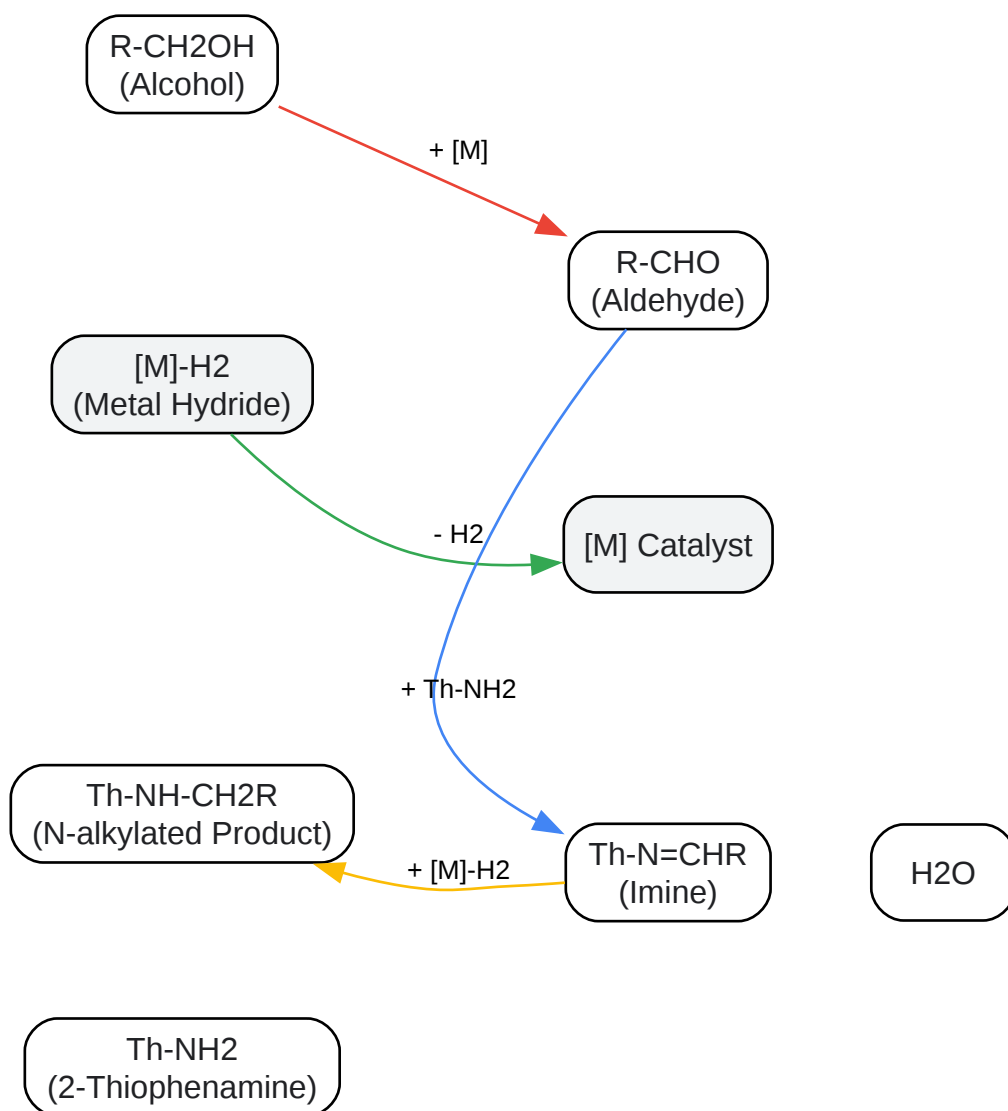 R-CH2OH
(Alcohol)
+ [M]
R-CHO
(Aldehyde)
[M]-H2
(Metal Hydride)
- H2
[M] Catalyst
+ Th-NH2
Th-NH-CH2R
(N-alkylated Product)
+ [M]-H2
Th-N=CHR
(Imine)
H2O
Th-NH2
(2-Thiophenamine)